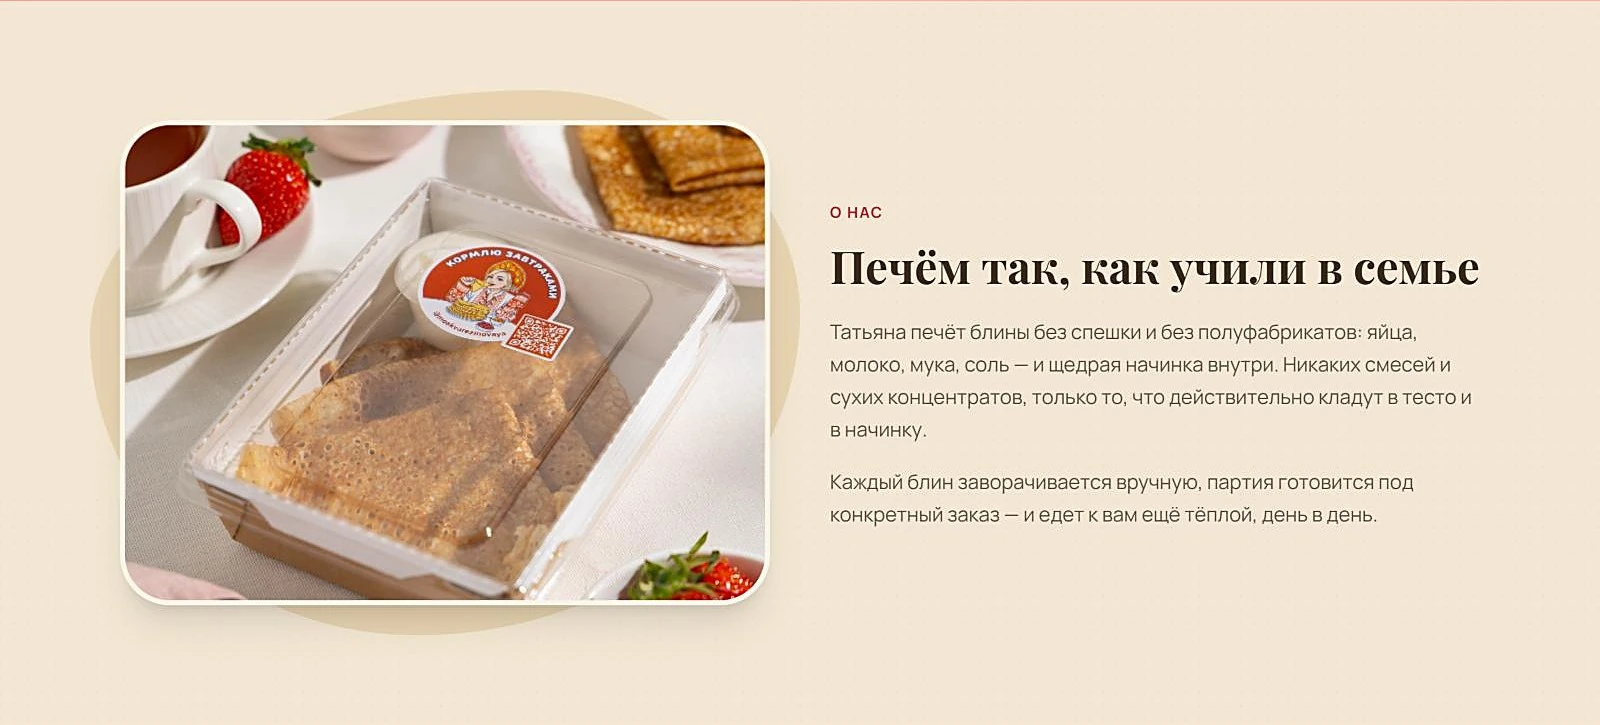 КОРМЛЮ ЗАВТРАКАМИ
О НАС
Печём так, как учили в семье
Татьяна печёт блины без спешки и без полуфабрикатов: яйца,
молоко, мука, соль — и щедрая начинка внутри. Никаких смесей и
сухих концентратов, только то, что действительно кладут в тесто и
в начинку.
Каждый блин заворачивается вручную, партия готовится под
конкретный заказ — и едет к вам ещё тёплой, день в день.